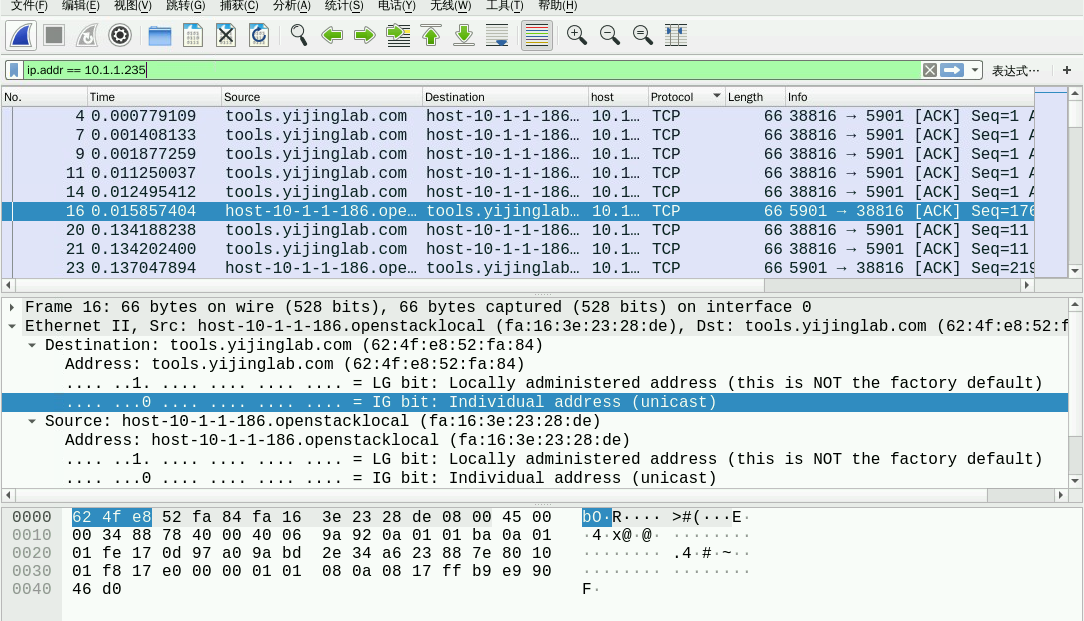 文件(F) 编辑(E) 视图(V) 跳转(G) 捕获(C) 分析(A) 统计(S) 电话(Y) 无线(W) 工具(T) 帮助(H)
ip.addr == 10.1.1.235 表达式… +
No. Time Source Destination host Protocol Length Info
4 0.000779109 tools.yijinglab.com host-10-1-1-186… 10.1… TCP 66 38816 → 5901 [ACK] Seq=1 A
7 0.001408133 tools.yijinglab.com host-10-1-1-186… 10.1… TCP 66 38816 → 5901 [ACK] Seq=1 A
9 0.001877259 tools.yijinglab.com host-10-1-1-186… 10.1… TCP 66 38816 → 5901 [ACK] Seq=1 A
11 0.011250037 tools.yijinglab.com host-10-1-1-186… 10.1… TCP 66 38816 → 5901 [ACK] Seq=1 A
14 0.012495412 tools.yijinglab.com host-10-1-1-186… 10.1… TCP 66 38816 → 5901 [ACK] Seq=1 A
16 0.015857404 host-10-1-1-186.ope… tools.yijinglab… 10.1… TCP 66 5901 → 38816 [ACK] Seq=176
20 0.134188238 tools.yijinglab.com host-10-1-1-186… 10.1… TCP 66 38816 → 5901 [ACK] Seq=11
21 0.134202400 tools.yijinglab.com host-10-1-1-186… 10.1… TCP 66 38816 → 5901 [ACK] Seq=11
23 0.137047894 host-10-1-1-186.ope… tools.yijinglab… 10.1… TCP 66 5901 → 38816 [ACK] Seq=219
Frame 16: 66 bytes on wire (528 bits), 66 bytes captured (528 bits) on interface 0
Ethernet II, Src: host-10-1-1-186.openstacklocal (fa:16:3e:23:28:de), Dst: tools.yijinglab.com (62:4f:e8:52:f
Destination: tools.yijinglab.com (62:4f:e8:52:fa:84)
Address: tools.yijinglab.com (62:4f:e8:52:fa:84)
.... ..1. .... .... .... .... = LG bit: Locally administered address (this is NOT the factory default)
.... ...0 .... .... .... .... = IG bit: Individual address (unicast)
Source: host-10-1-1-186.openstacklocal (fa:16:3e:23:28:de)
Address: host-10-1-1-186.openstacklocal (fa:16:3e:23:28:de)
.... ..1. .... .... .... .... = LG bit: Locally administered address (this is NOT the factory default)
.... ...0 .... .... .... .... = IG bit: Individual address (unicast)
0000 62 4f e8 52 fa 84 fa 16 3e 23 28 de 08 00 45 00 bO·R···· >#(···E·
0010 00 34 88 78 40 00 40 06 9a 92 0a 01 01 ba 0a 01 ·4·x@·@· ········
0020 01 fe 17 0d 97 a0 9a bd 2e 34 a6 23 88 7e 80 10 ········ .4·#·~··
0030 01 f8 17 e0 00 00 01 01 08 0a 08 17 ff b9 e9 90 ········ ········
0040 46 d0 F·